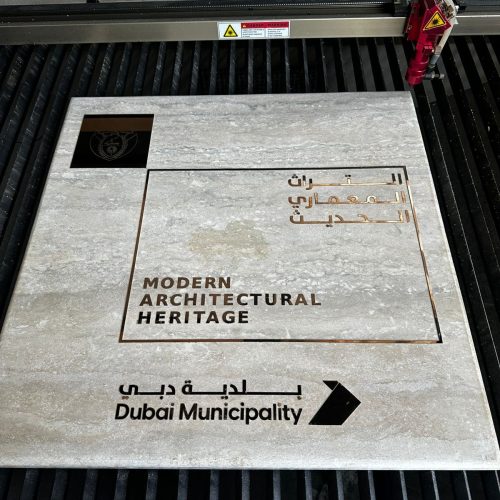 التراث
المعماري
الحديث
MODERN
ARCHITECTURAL
HERITAGE
بلدية دبي
Dubai Municipality